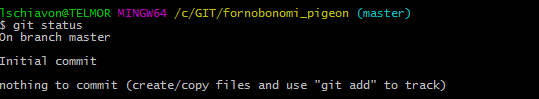 lschiavon@TELMOR MINGW64 /c/GIT/fornobonomi_pigeon (master)
$ git status
On branch master
Initial commit
nothing to commit (create/copy files and use "git add" to track)